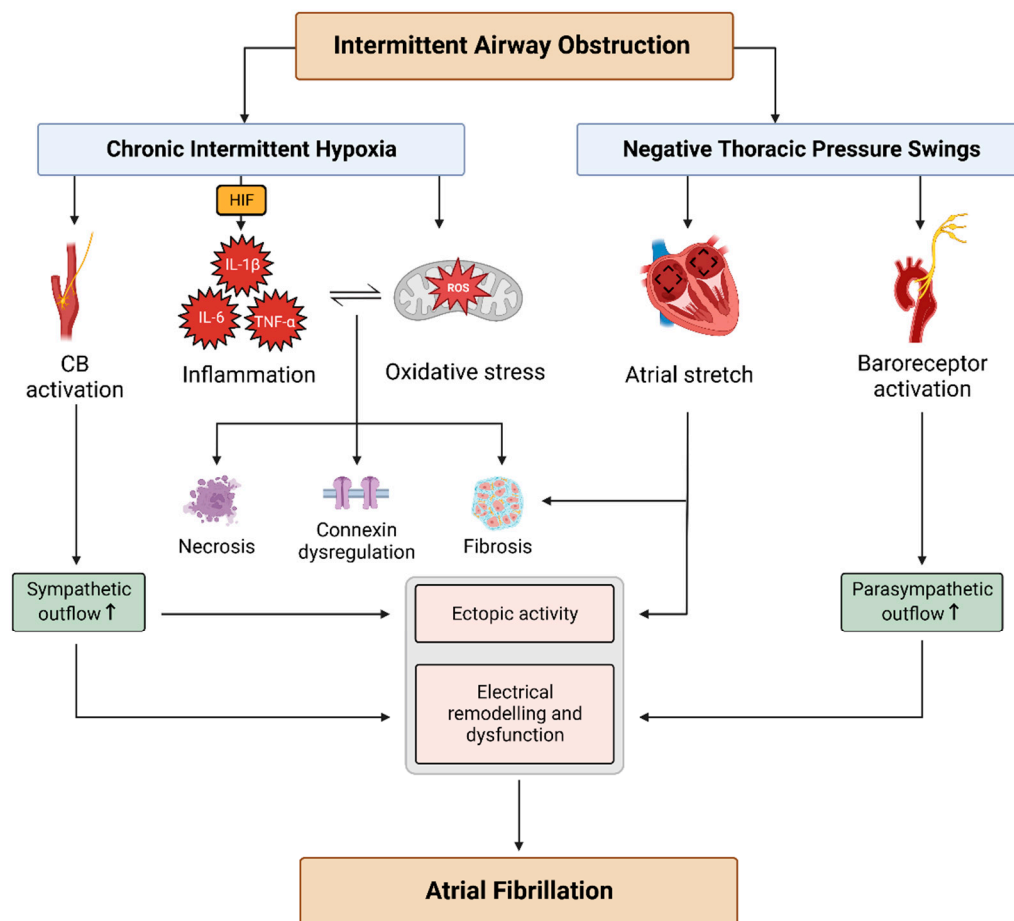 Intermittent Airway Obstruction
Chronic Intermittent Hypoxia
Negative Thoracic Pressure Swings
HIF
IL-1β
IL-6
TNF-α
ROS
CB
activation
Inflammation
Oxidative stress
Atrial stretch
Baroreceptor
activation
Necrosis
Connexin
dysregulation
Fibrosis
Sympathetic
outflow ↑
Ectopic activity
Parasympathetic
outflow ↑
Electrical
remodelling and
dysfunction
Atrial Fibrillation